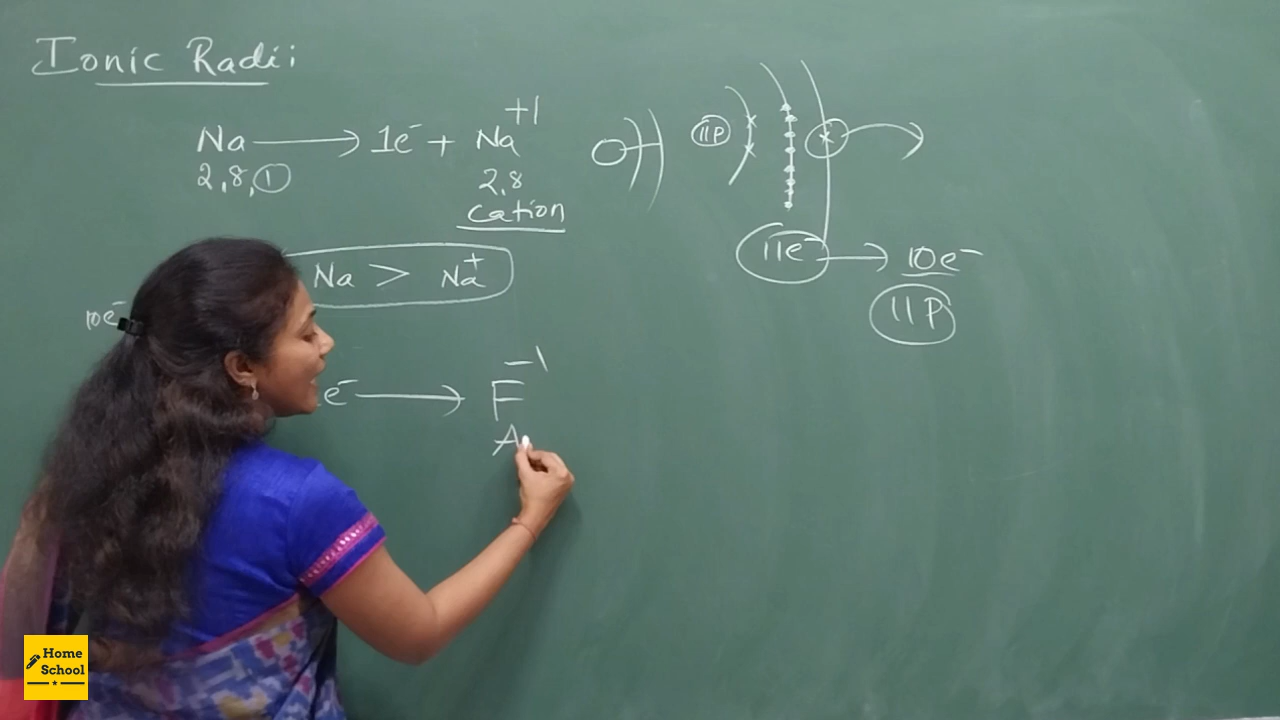 Ionic Radii
Na ⟶ 1e⁻ + Na⁺¹
2,8,1
2,8
cation
11P
11e⁻ ⟶ 10e⁻
11P
Na > Na⁺
10e⁻
e⁻ ⟶ F⁻¹
A
Home
School